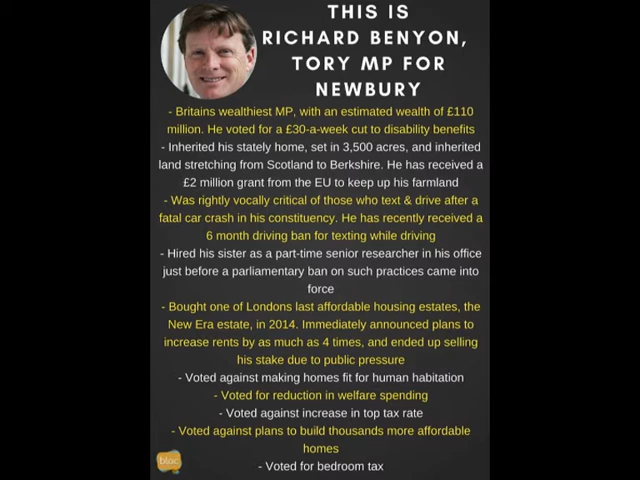 THIS IS
RICHARD BENYON,
TORY MP FOR
NEWBURY
- Britains wealthiest MP, with an estimated wealth of £110
million. He voted for a £30-a-week cut to disability benefits
- Inherited his stately home, set in 3,500 acres, and inherited
land stretching from Scotland to Berkshire. He has received a
£2 million grant from the EU to keep up his farmland
- Was rightly vocally critical of those who text & drive after a
fatal car crash in his constituency. He has recently received a
6 month driving ban for texting while driving
- Hired his sister as a part-time senior researcher in his office
just before a parliamentary ban on such practices came into
force
- Bought one of Londons last affordable housing estates, the
New Era estate, in 2014. Immediately announced plans to
increase rents by as much as 4 times, and ended up selling
his stake due to public pressure
- Voted against making homes fit for human habitation
- Voted for reduction in welfare spending
- Voted against increase in top tax rate
- Voted against plans to build thousands more affordable
homes
- Voted for bedroom tax
bloc